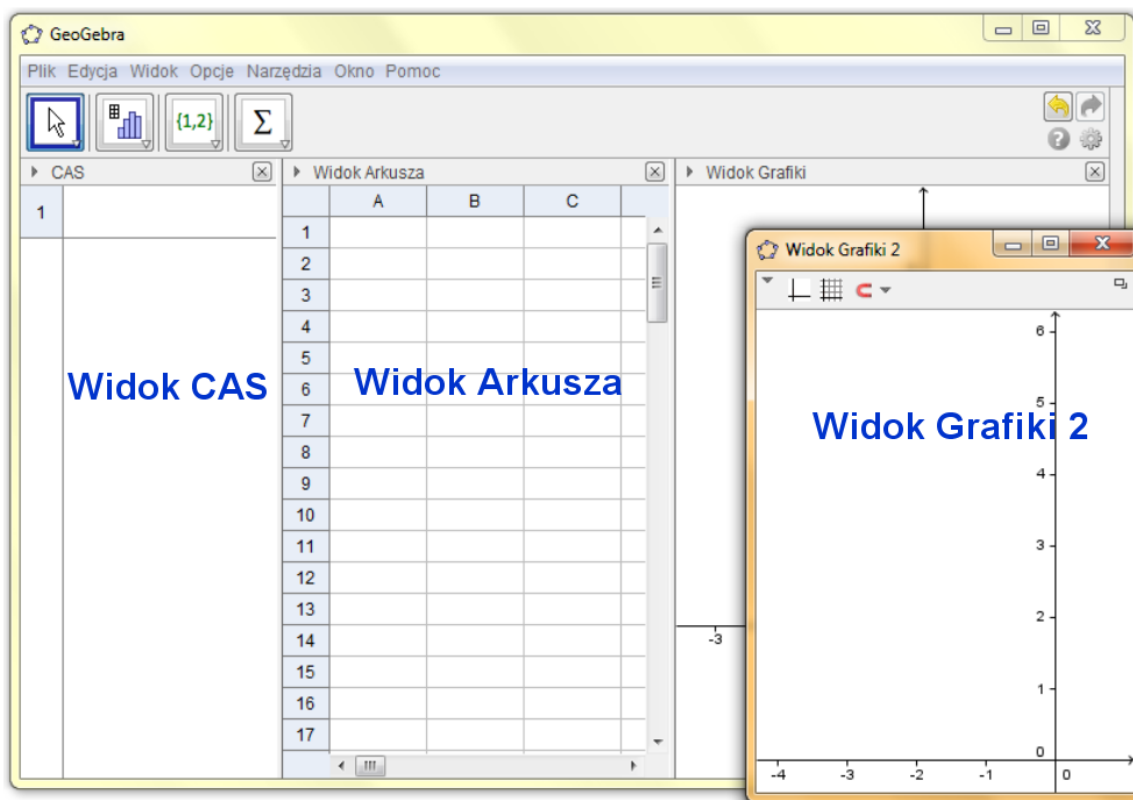 GeoGebra
Plik Edycja Widok Opcje Narzędzia Okno Pomoc
{1,2} Σ
CAS
Widok Arkusza
Widok Grafiki
1
A B C
1
2
3
4
5
6
7
8
9
10
11
12
13
14
15
16
17
Widok CAS
Widok Arkusza
-3
Widok Grafiki 2
6
5
Widok Grafiki 2
4
3
2
1
0
-4 -3 -2 -1 0